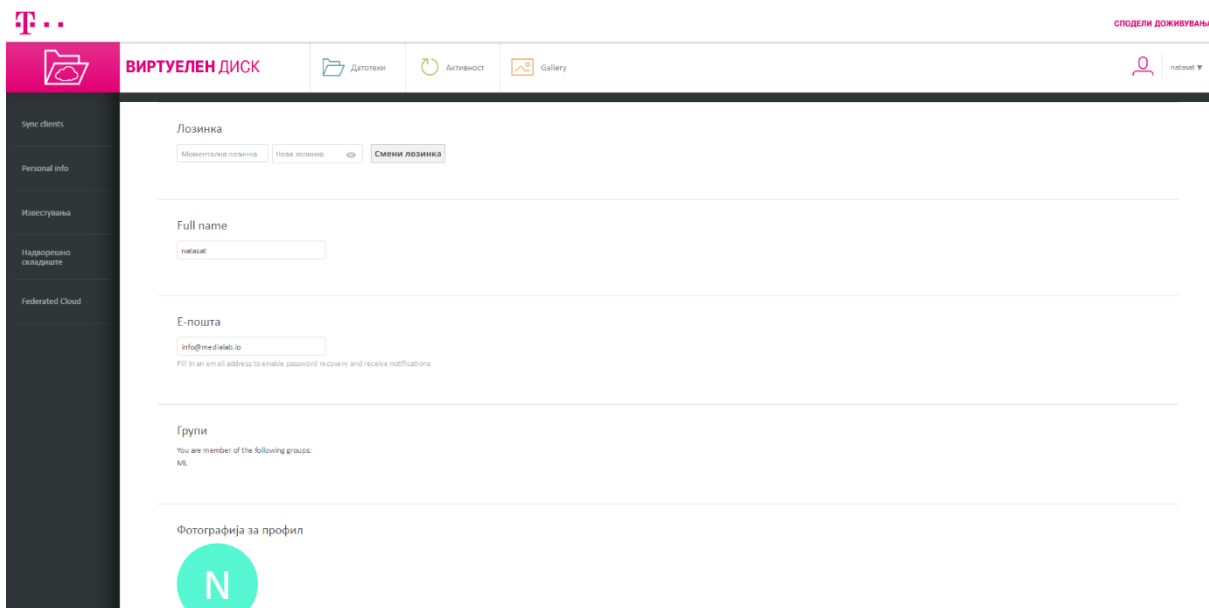 T
СПОДЕЛИ ДОЖИВУВАЊ
ВИРТУЕЛЕН ДИСК
Датотеки
Активност
Gallery
natasat ▼
Sync clients
Personal info
Известувања
Надворешно
складиште
Federated Cloud
Лозинка
Моментална лозинка
Нова лозинка
Смени лозинка
Full name
natasat
Е-пошта
info@medialab.io
Fill in an email address to enable password recovery and receive notifications
Групи
You are member of the following groups:
ML
Фотографија за профил
N